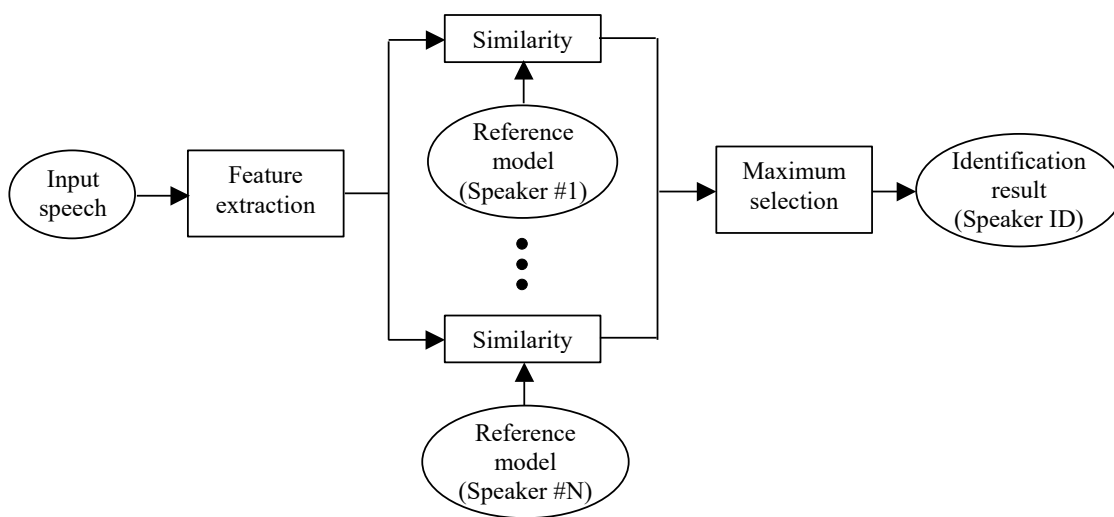 Similarity
Reference
model
(Speaker #1)
Input
speech
Feature
extraction
Maximum
selection
Identification
result
(Speaker ID)
Similarity
Reference
model
(Speaker #N)